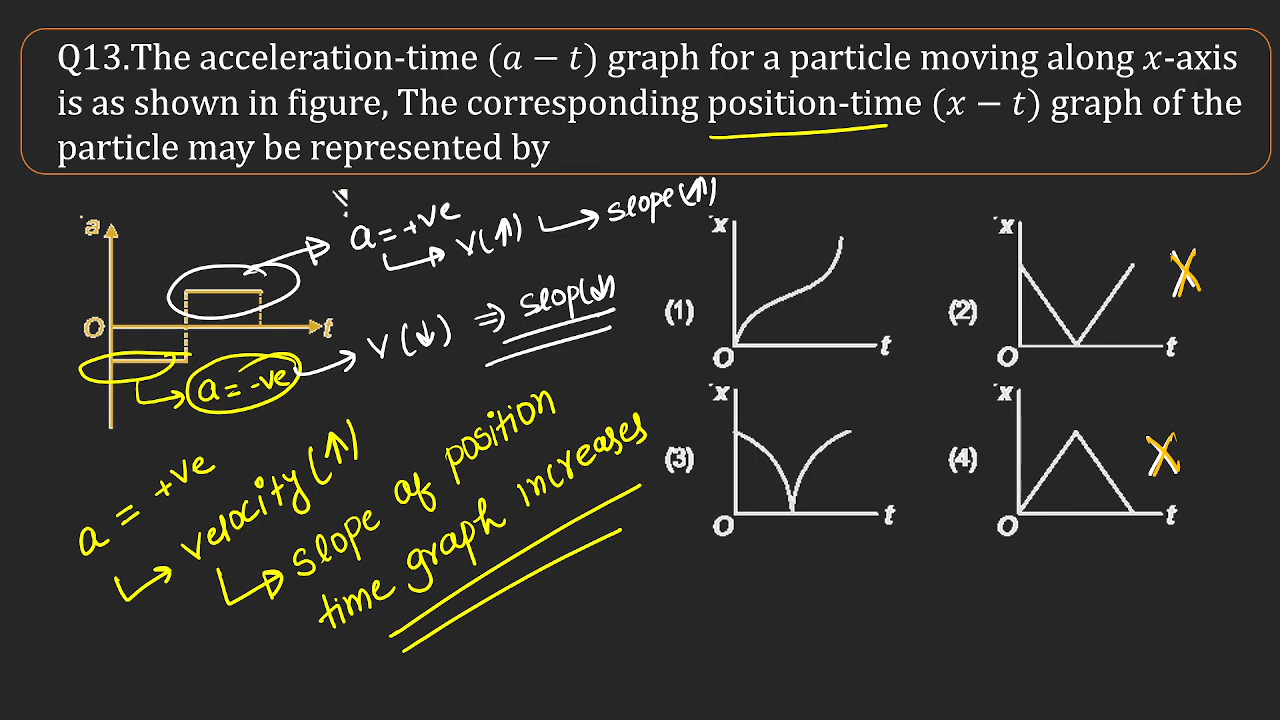 Q13.The acceleration-time (a − t) graph for a particle moving along x-axis
is as shown in figure, The corresponding position-time (x − t) graph of the
particle may be represented by
a
O
t
a = +ve
V(↑)
slope(↑)
a = -ve
V(↓) ⇒ slop(↓)
a = +ve
velocity(↑)
slope of position
time graph increases
(1)
x
O
t
(2)
x
O
t
X
(3)
x
O
t
(4)
x
O
t
X